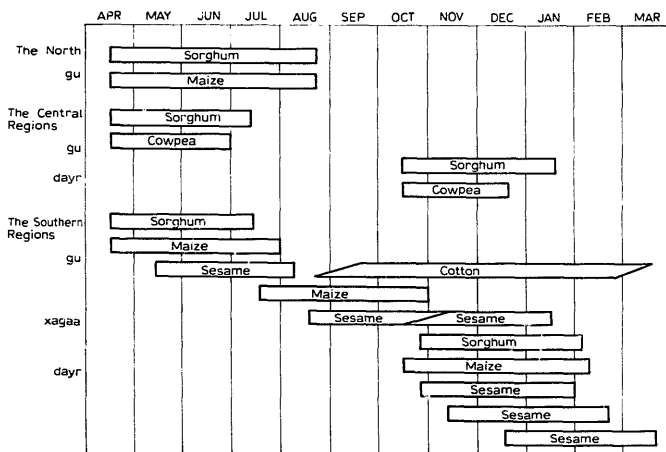 APR MAY JUN JUL AUG SEP OCT NOV DEC JAN FEB MAR
The North
Sorghum
gu
Maize
The Central
Regions
Sorghum
gu
Cowpea
dayr
Sorghum
Cowpea
The Southern
Regions
Sorghum
Maize
gu
Sesame
Cotton
Maize
xagaa
Sesame Sesame
Sorghum
dayr
Maize
Sesame
Sesame
Sesame